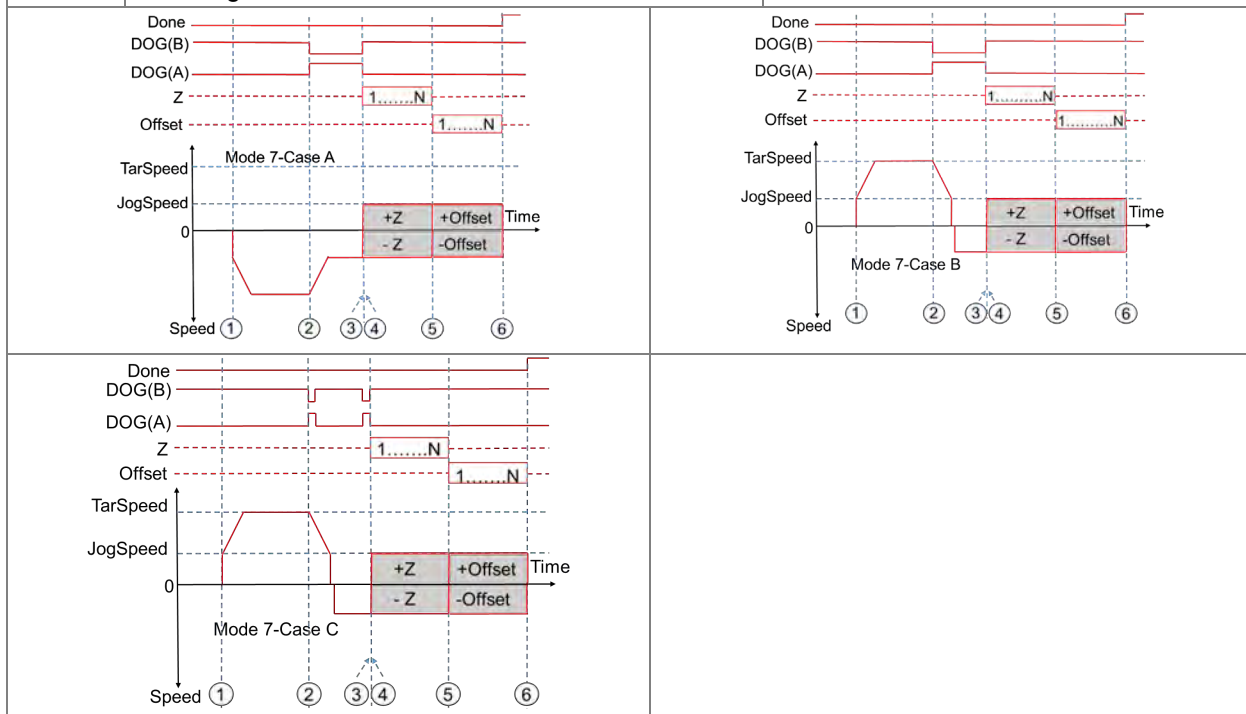 Done
DOG(B)
DOG(A)
Z
1.......N
Offset
1.......N
Mode 7-Case A
TarSpeed
JogSpeed
+Z
+Offset
Time
0
- Z
-Offset
Speed
1
2
3
4
5
6
Done
DOG(B)
DOG(A)
Z
1..........N
Offset
1..........N
TarSpeed
JogSpeed
+Z
+Offset
Time
0
- Z
-Offset
Mode 7-Case B
Speed
1
2
3
4
5
6
Done
DOG(B)
DOG(A)
Z
1.......N
Offset
1.......N
TarSpeed
JogSpeed
+Z
+Offset
Time
0
- Z
-Offset
Mode 7-Case C
Speed
1
2
3
4
5
6